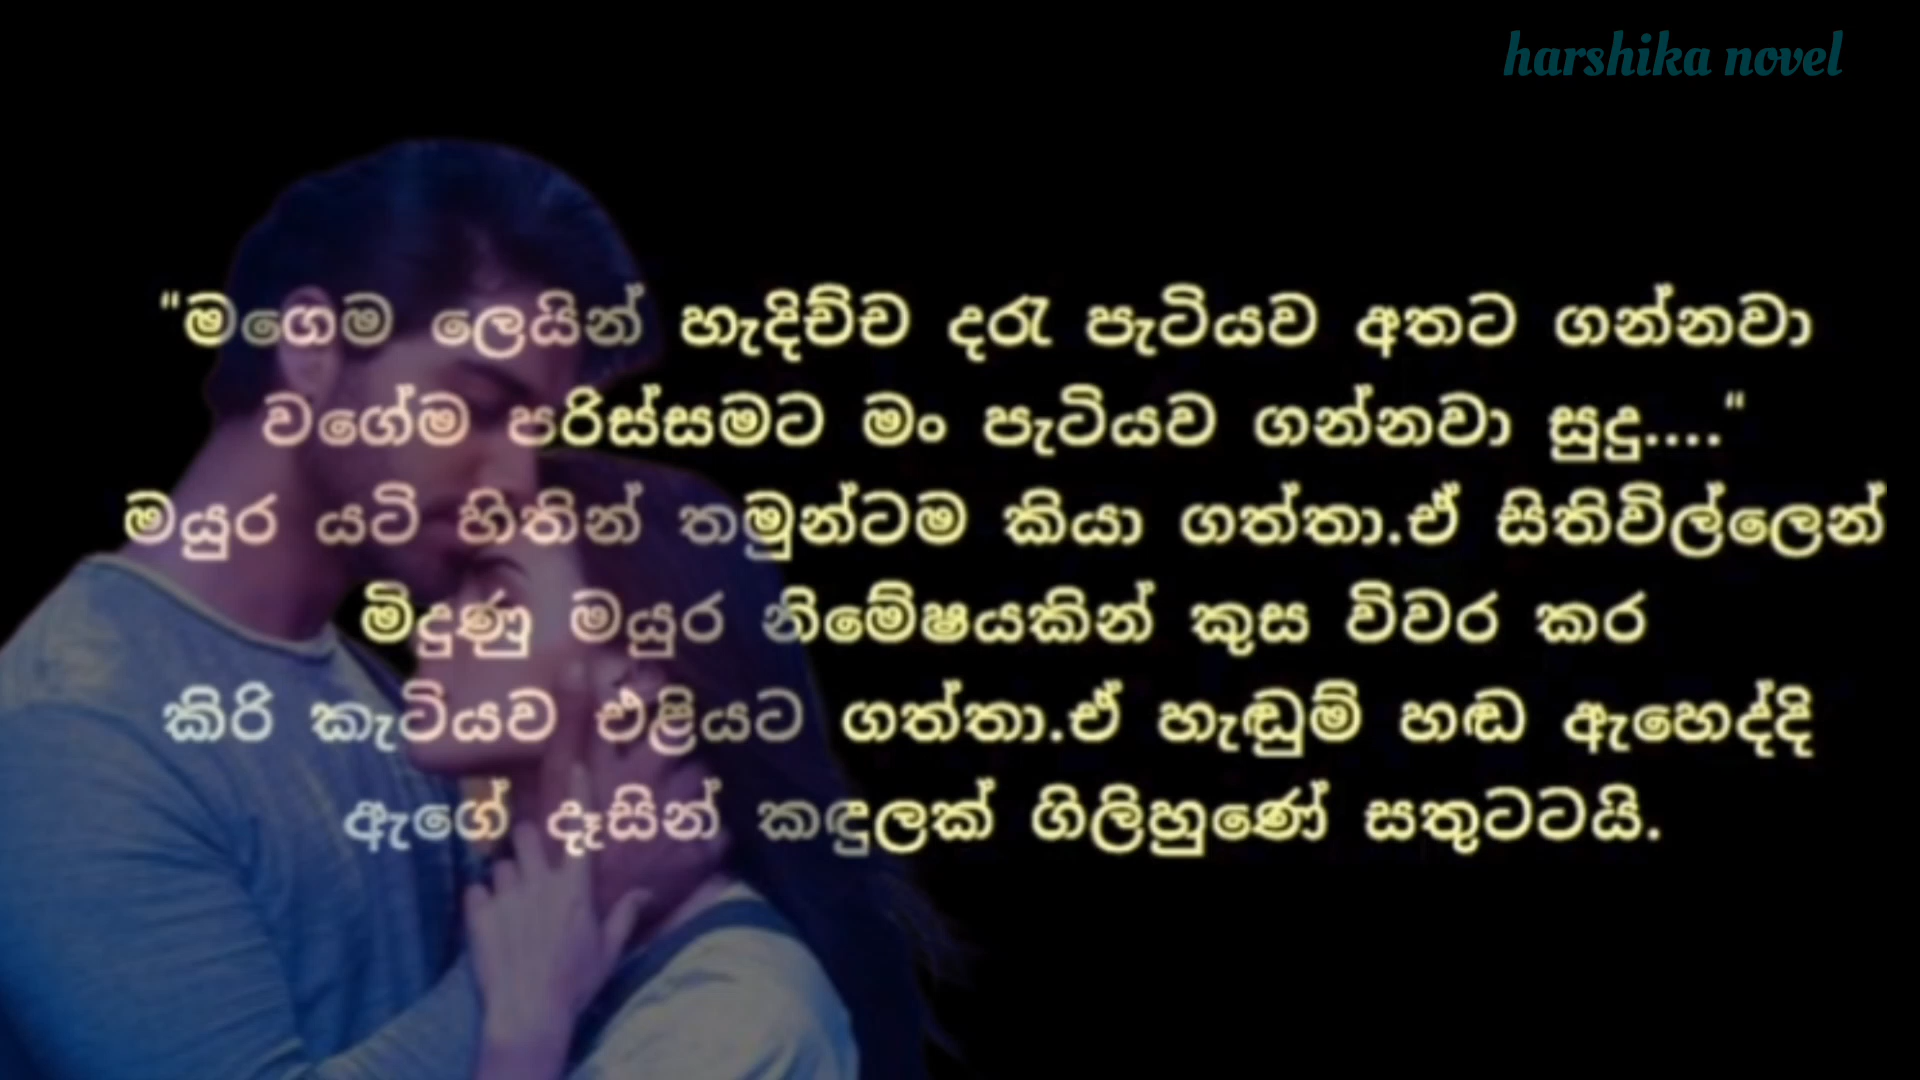 harshika novel
"මගෙම ලෙයින් හැදිච්ච දරැ පැටියව අතට ගන්නවා
වගේම පරිස්සමට මං පැටියව ගන්නවා සුදු...."
මයුර යටි හිතින් තමුන්ටම කියා ගත්තා.ඒ සිතිවිල්ලෙන්
මිදුණු මයුර නිමේෂයකින් කුස විවර කර
කිරි කැටියව එළියට ගත්තා.ඒ හැඬුම් හඬ ඇහෙද්දි
ඇගේ දෑසින් කඳුලක් ගිලිහුණේ සතුටටයි.